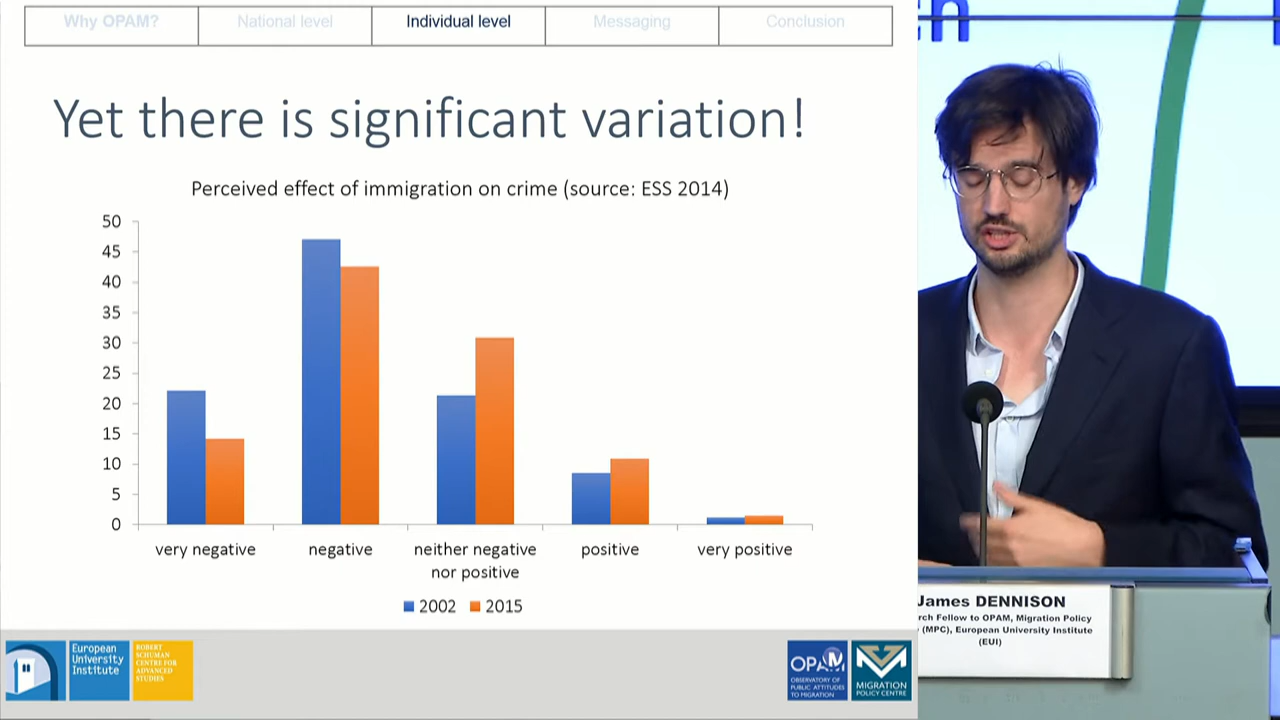 Why OPAM?
National level
Individual level
Messaging
Conclusion
Yet there is significant variation!
Perceived effect of immigration on crime (source: ESS 2014)
50
45
40
35
30
25
20
15
10
5
0
very negative
negative
neither negative
nor positive
positive
very positive
2002
2015
European
University
Institute
ROBERT
SCHUMAN
CENTRE FOR
ADVANCED
STUDIES
OPAM
OBSERVATORY OF
PUBLIC ATTITUDES
TO MIGRATION
MIGRATION
POLICY CENTRE
James DENNISON
rch Fellow to OPAM, Migration Policy
(MPC), European University Institute
(EUI)